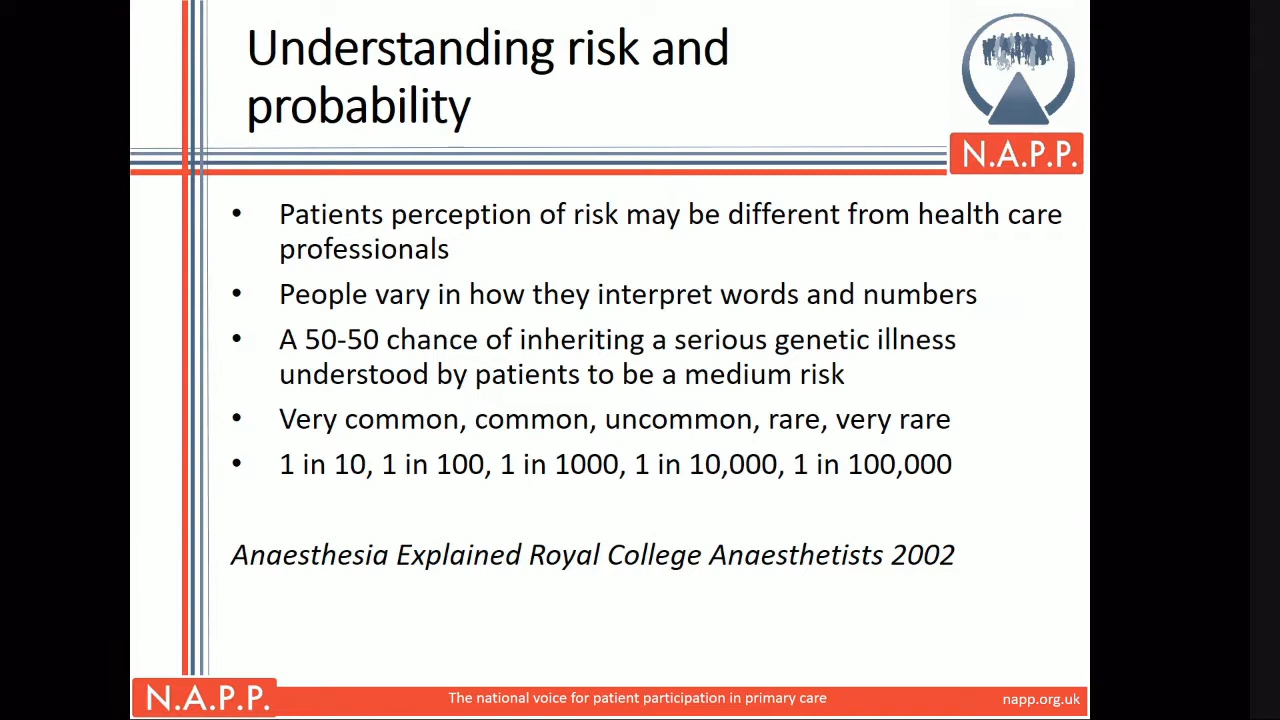 Understanding risk and
probability
N.A.P.P.
• Patients perception of risk may be different from health care
professionals
• People vary in how they interpret words and numbers
• A 50-50 chance of inheriting a serious genetic illness
understood by patients to be a medium risk
• Very common, common, uncommon, rare, very rare
• 1 in 10, 1 in 100, 1 in 1000, 1 in 10,000, 1 in 100,000
Anaesthesia Explained Royal College Anaesthetists 2002
N.A.P.P.
The national voice for patient participation in primary care
napp.org.uk